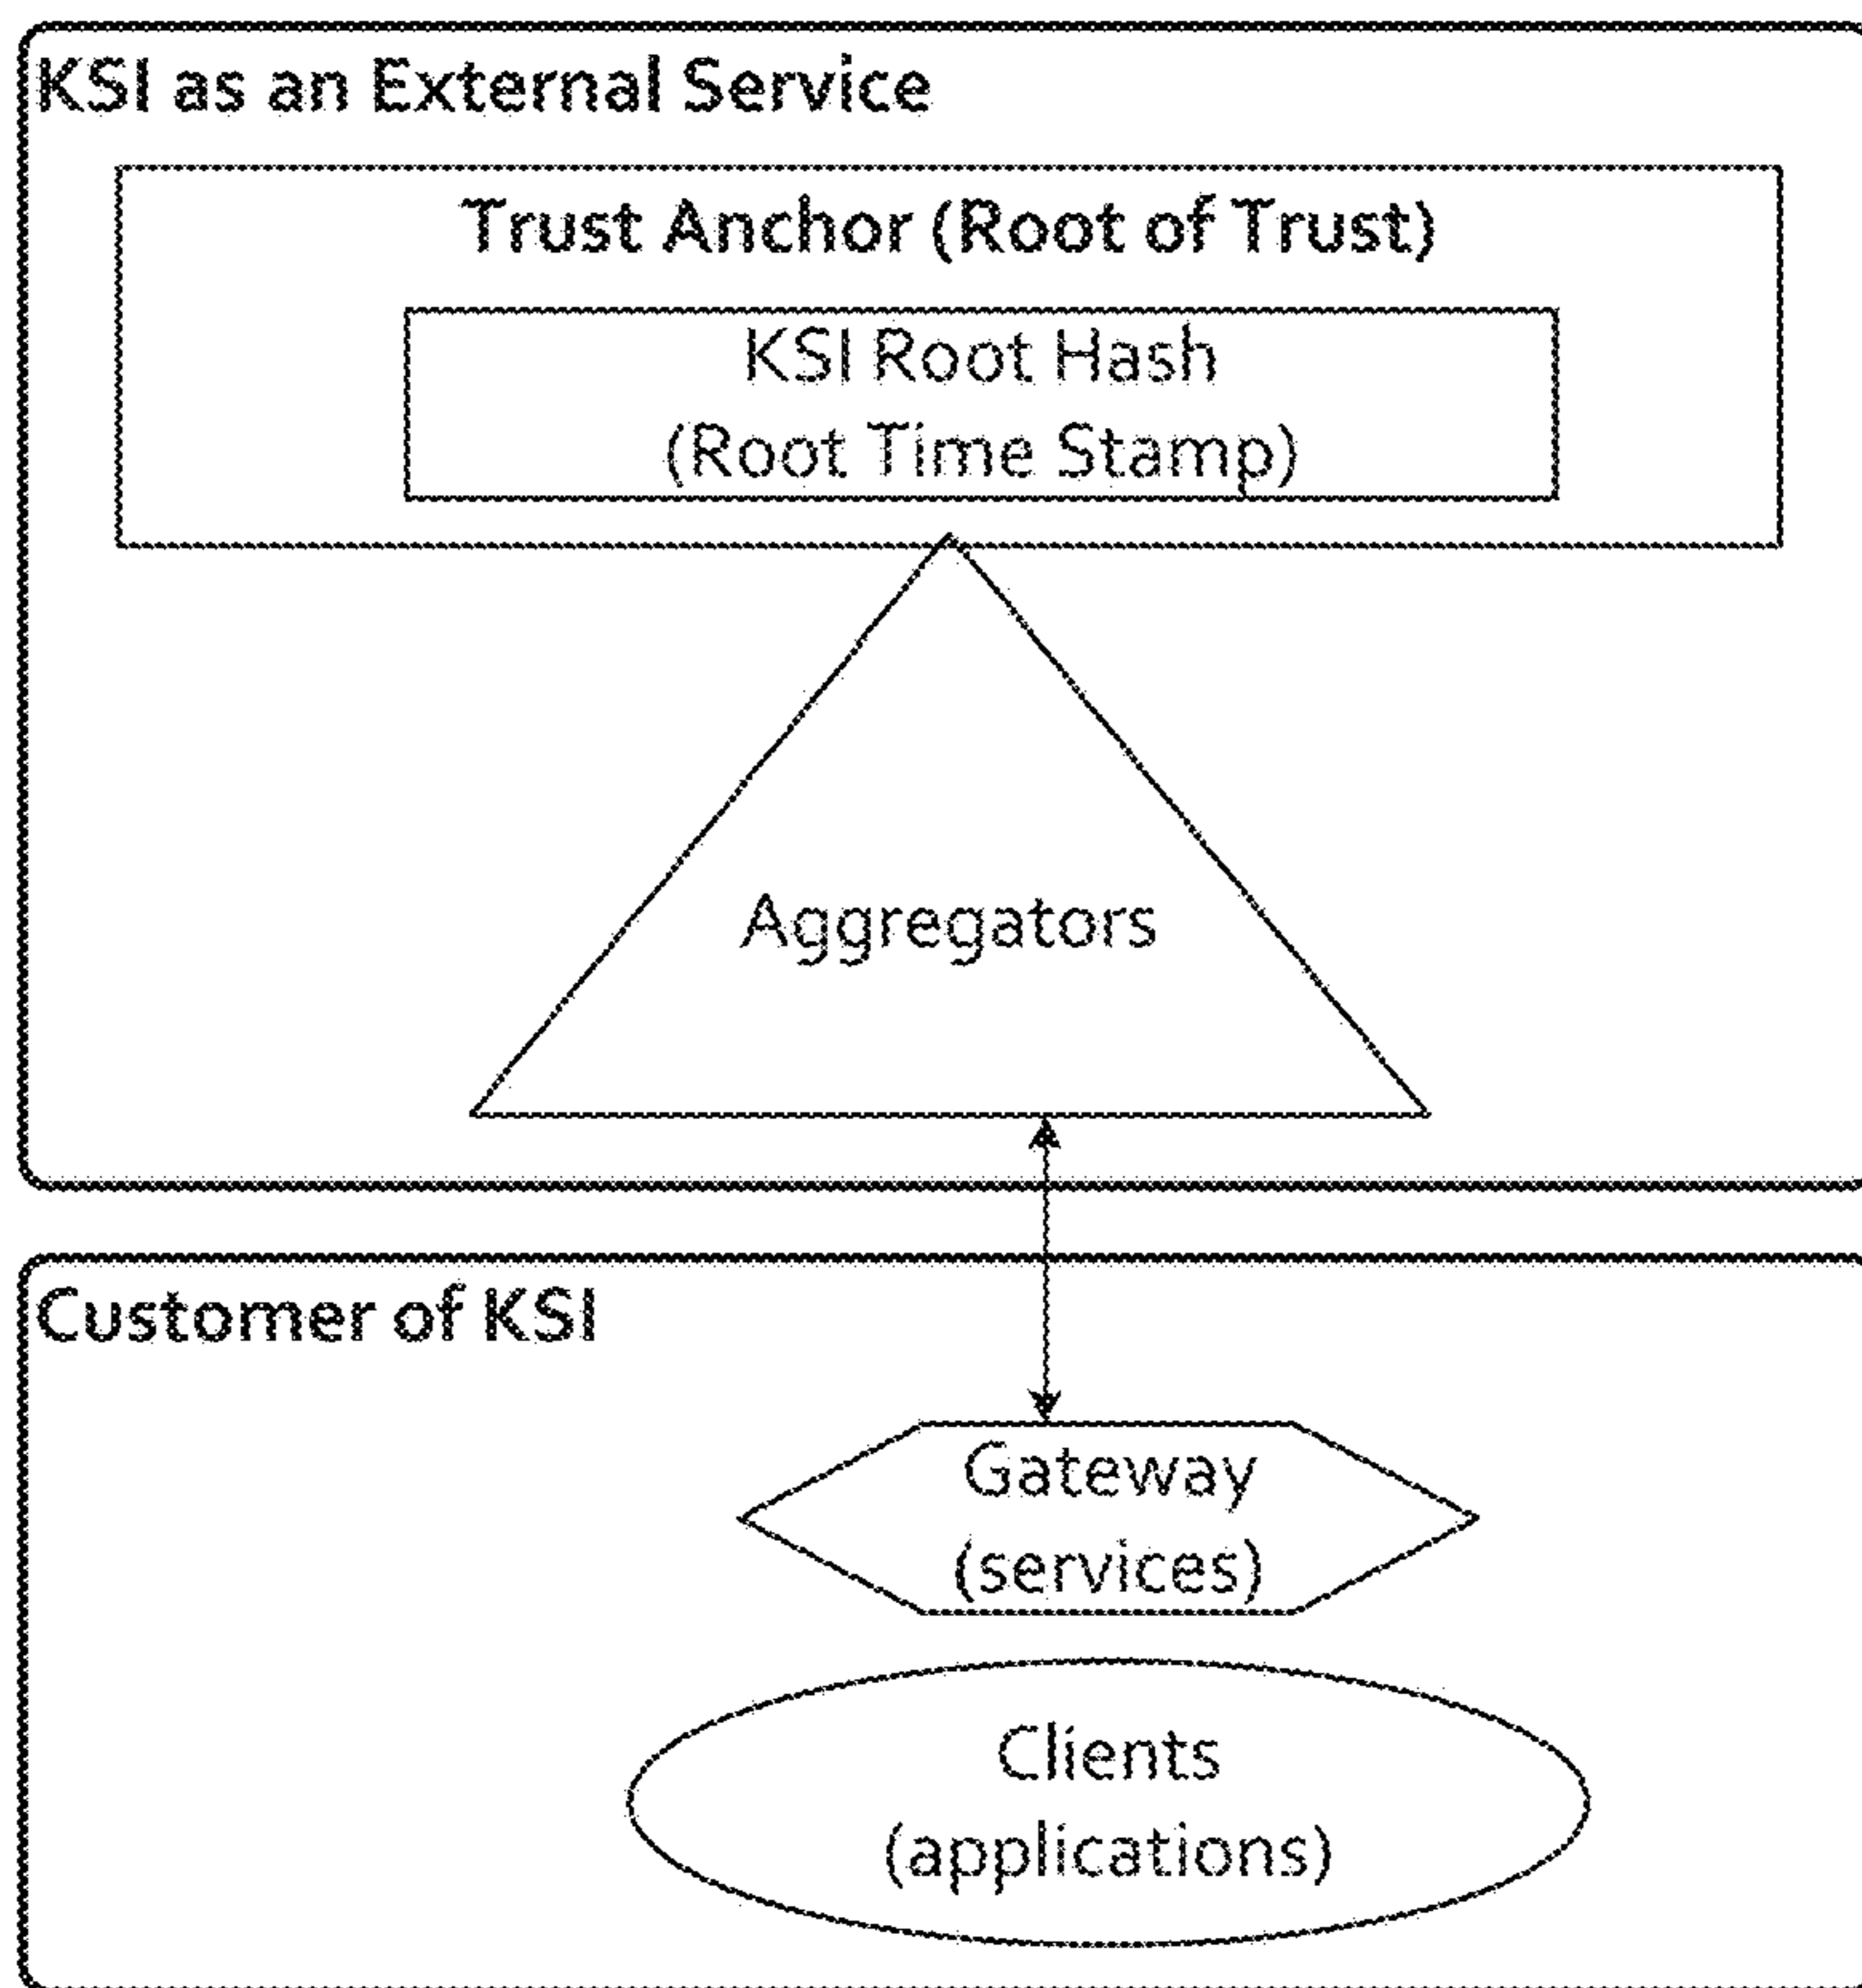 KSI as an External Service
Trust Anchor (Root of Trust)
KSI Root Hash
(Root Time Stamp)
Aggregators
Customer of KSI
Gateway
(services)
Clients
(applications)